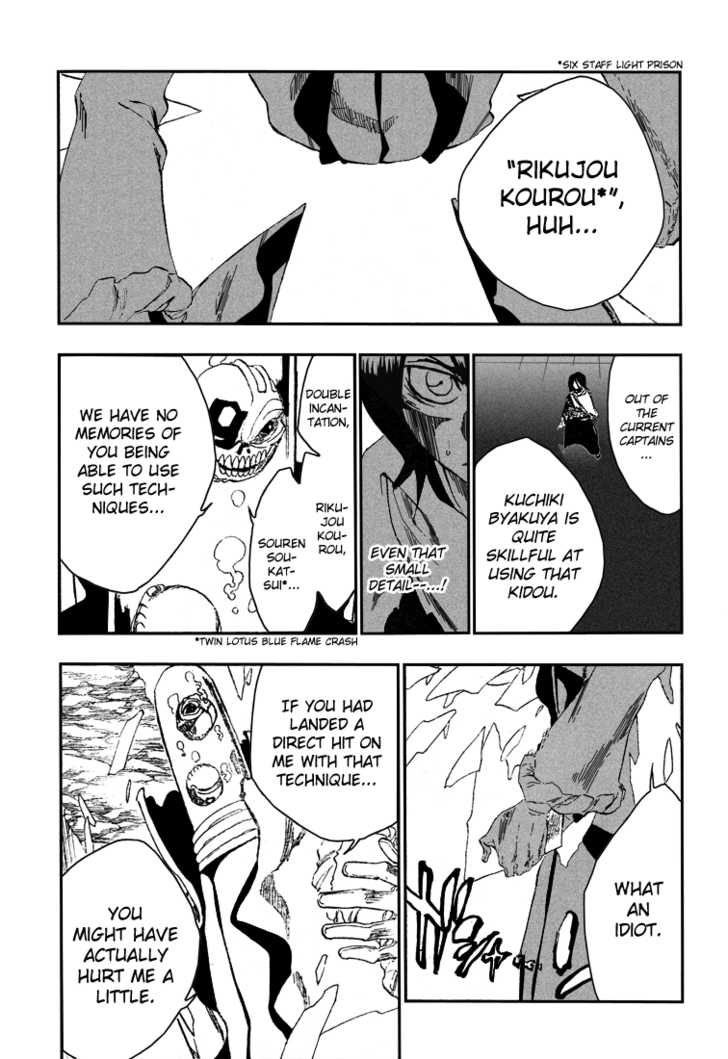 *SIX STAFF LIGHT PRISON
"RIKUJOU
KOUROU*",
HUH...
OUT OF
THE
CURRENT
CAPTAINS
...
KUCHIKI
BYAKUYA IS
QUITE
SKILLFUL AT
USING THAT
KIDOU.
EVEN THAT
SMALL
DETAIL--...!
DOUBLE
INCAN-
TATION,
RIKU-
JOU
KOU-
ROU,
SOUREN
SOU-
KAT-
SUI*...
WE HAVE NO
MEMORIES OF
YOU BEING
ABLE TO USE
SUCH TECH-
NIQUES...
*TWIN LOTUS BLUE FLAME CRASH
WHAT
AN
IDIOT.
IF YOU HAD
LANDED A
DIRECT HIT ON
ME WITH THAT
TECHNIQUE...
YOU
MIGHT HAVE
ACTUALLY
HURT ME A
LITTLE.